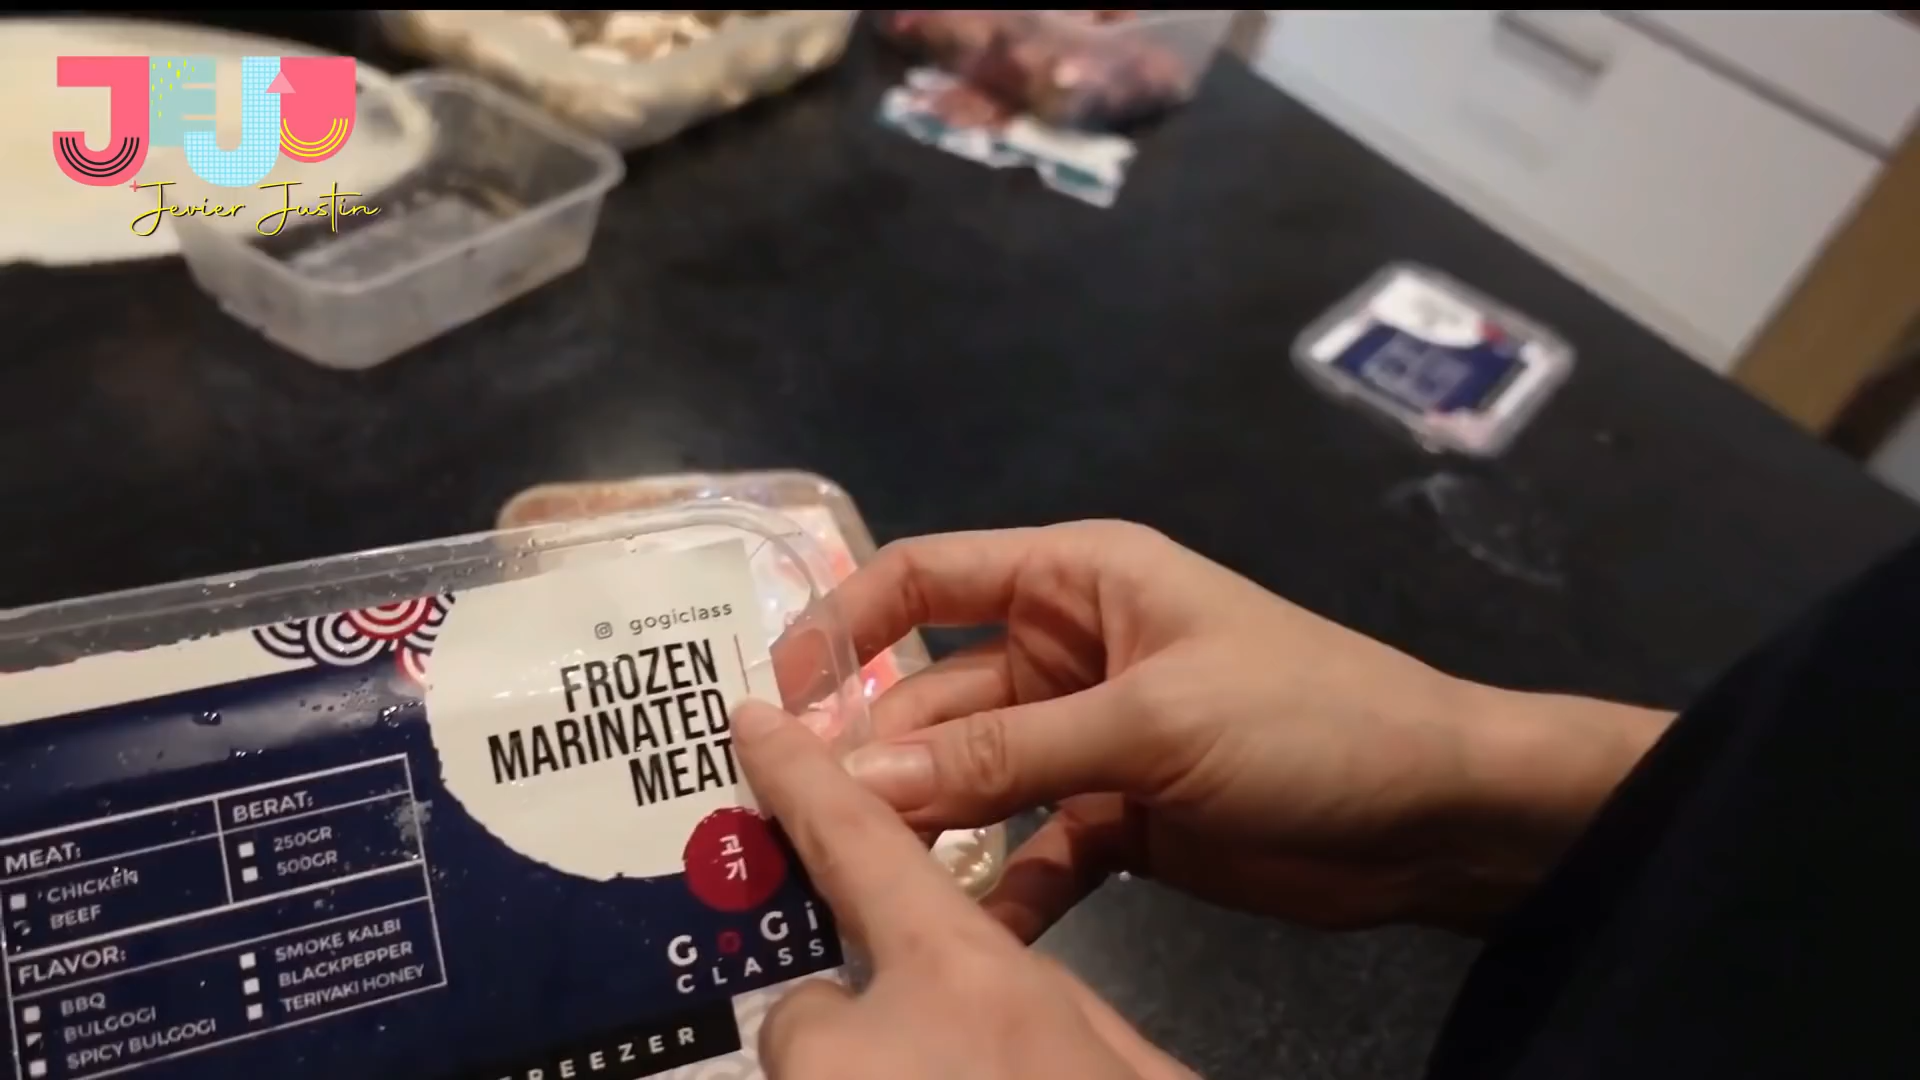 JEJU
Jevier Justin
gogiclass
FROZEN
MARINATED
MEAT
MEAT:
CHICKEN
BEEF
BERAT:
250GR
500GR
FLAVOR:
BBQ
BULGOGI
SPICY BULGOGI
SMOKE KALBI
BLACKPEPPER
TERIYAKI HONEY
고
기
GOGI
CLASS
FREEZER